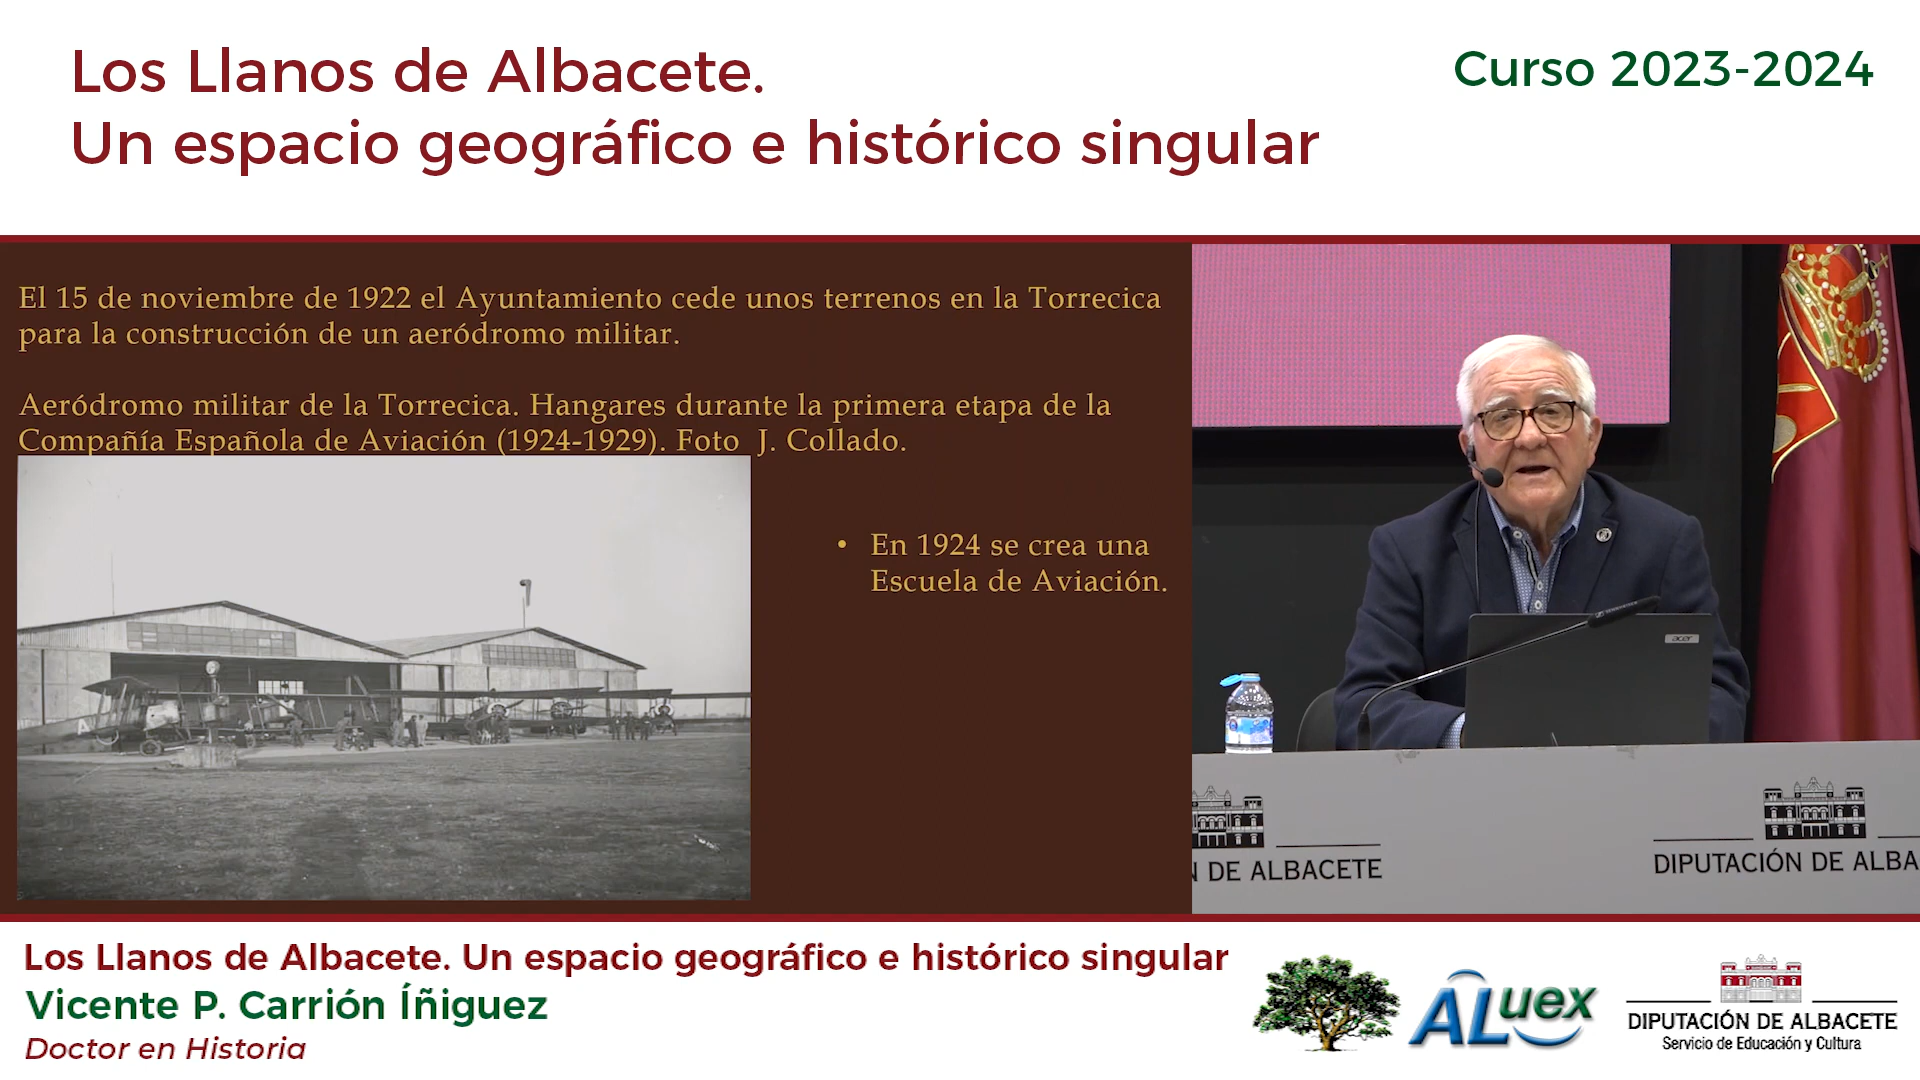 Los Llanos de Albacete.
Un espacio geográfico e histórico singular
Curso 2023-2024
El 15 de noviembre de 1922 el Ayuntamiento cede unos terrenos en la Torrecica
para la construcción de un aeródromo militar.
Aeródromo militar de la Torrecica. Hangares durante la primera etapa de la
Compañía Española de Aviación (1924-1929). Foto J. Collado.
• En 1924 se crea una
Escuela de Aviación.
acer
N DE ALBACETE
DIPUTACIÓN DE ALBA
Los Llanos de Albacete. Un espacio geográfico e histórico singular
Vicente P. Carrión Íñiguez
Doctor en Historia
ALuex
DIPUTACIÓN DE ALBACETE
Servicio de Educación y Cultura